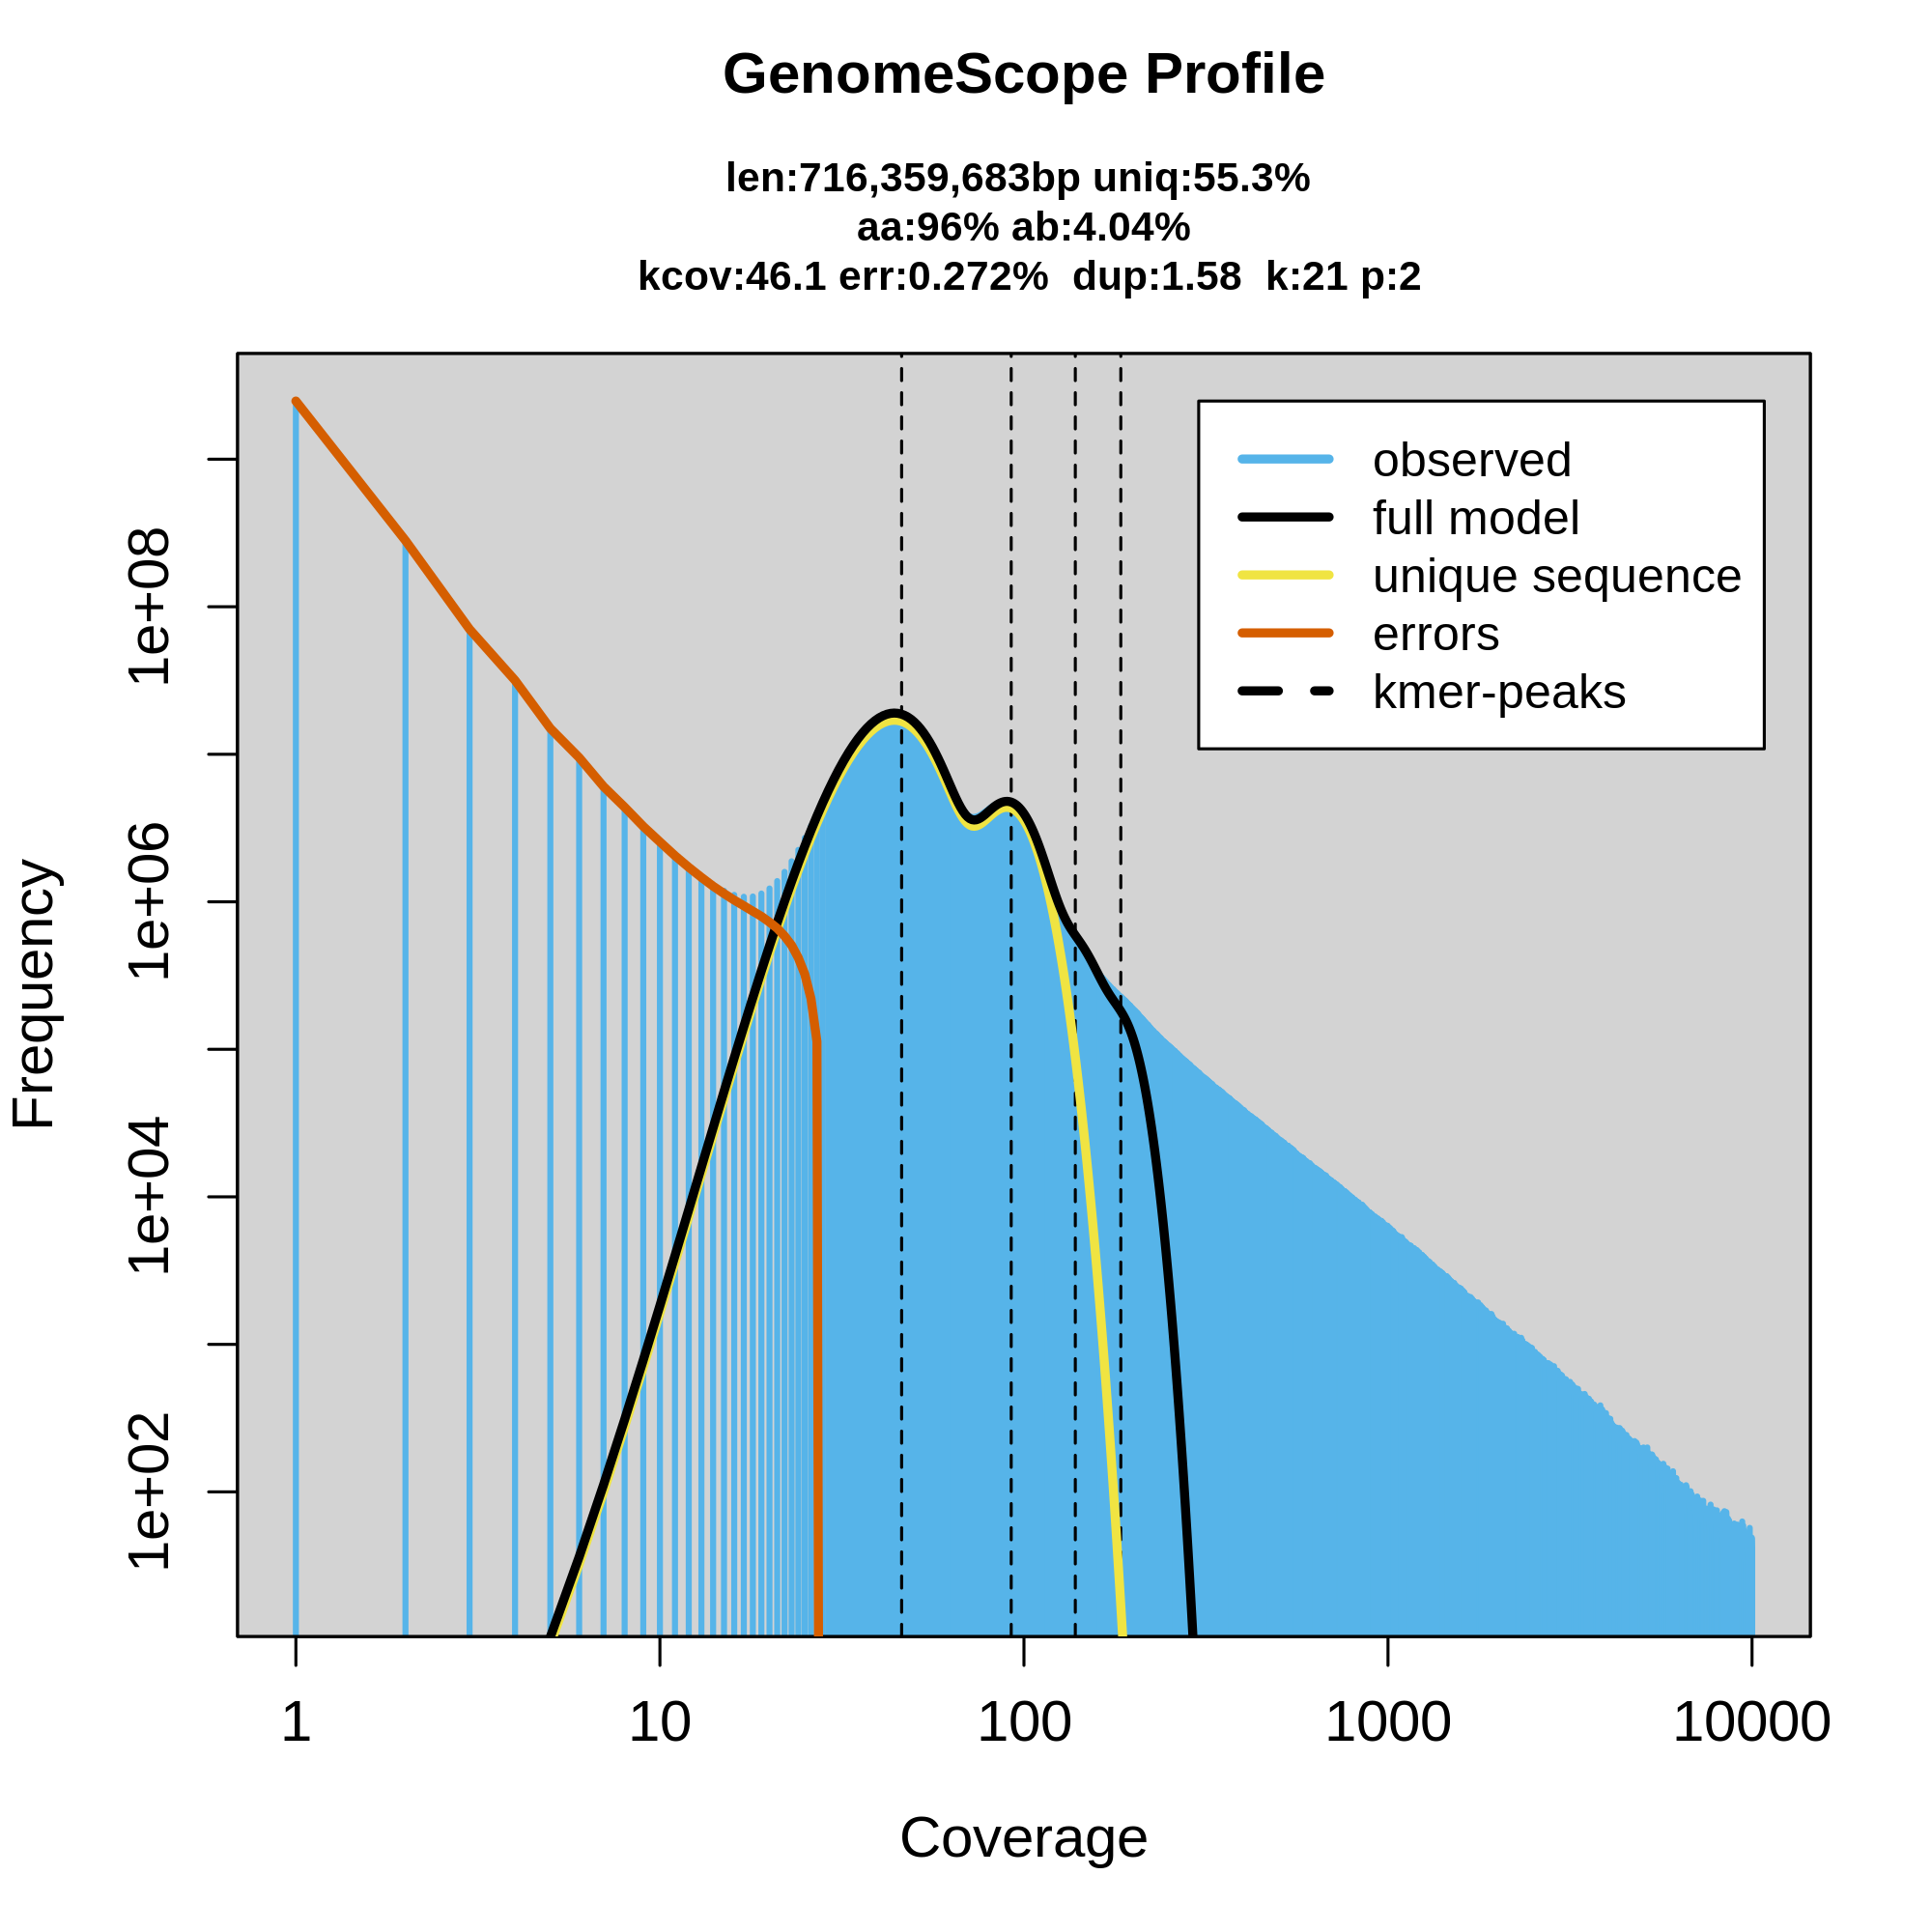 GenomeScope Profile
len:716,359,683bp uniq:55.3%
aa:96% ab:4.04%
kcov:46.1 err:0.272%  dup:1.58  k:21 p:2
observed
full model
unique sequence
errors
kmer-peaks
Frequency
1e+08
1e+06
1e+04
1e+02
1
10
100
1000
10000
Coverage